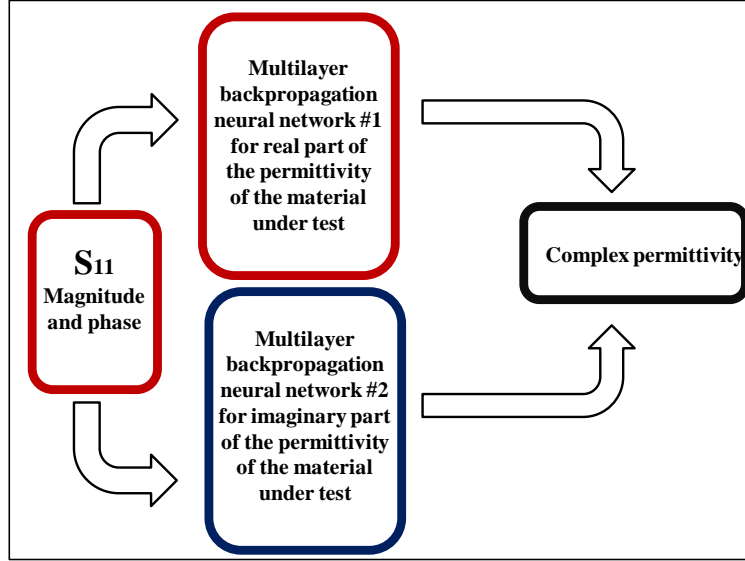 S11
Magnitude
and phase
Multilayer
backpropagation
neural network #1
for real part of
the permittivity
of the material
under test
Multilayer
backpropagation
neural network #2
for imaginary part
of the permittivity
of the material
under test
Complex permittivity